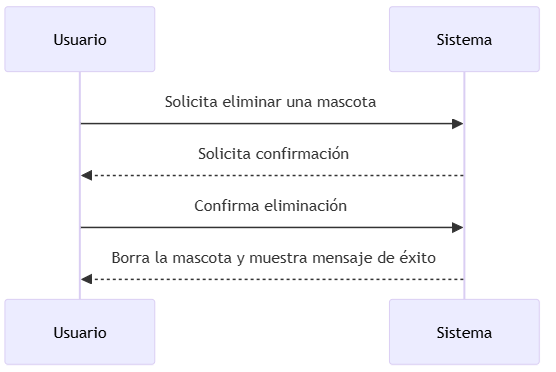 Usuario
Sistema
Solicita eliminar una mascota
Solicita confirmación
Confirma eliminación
Borra la mascota y muestra mensaje de éxito
Usuario
Sistema